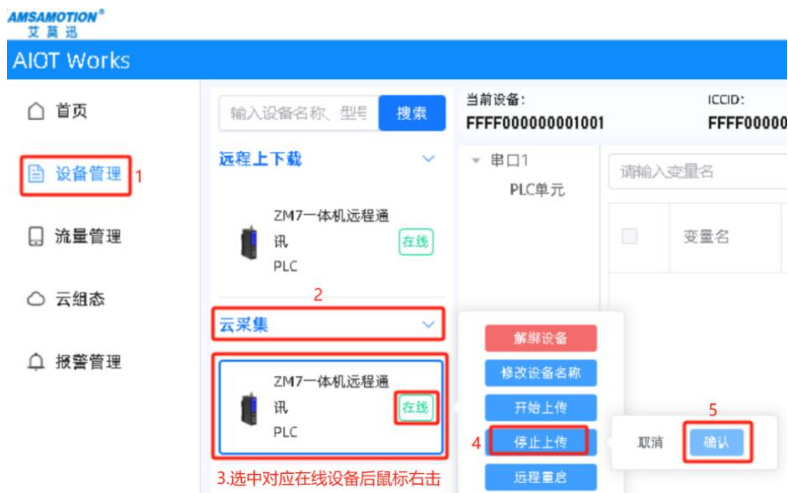 AMSAMOTION®
艾莫迅
AIOT Works
首页
设备管理
1
流量管理
云组态
报警管理
输入设备名称、型号
搜索
远程上下载
ZM7一体机远程通
讯
PLC
在线
2
云采集
ZM7一体机远程通
讯
PLC
在线
3.选中对应在线设备后鼠标右击
当前设备:
FFFF000000001001
ICCID:
FFFF00000
串口1
PLC单元
请输入变量名
变量名
解绑设备
修改设备名称
开始上传
4
停止上传
远程重启
取消
5
确认